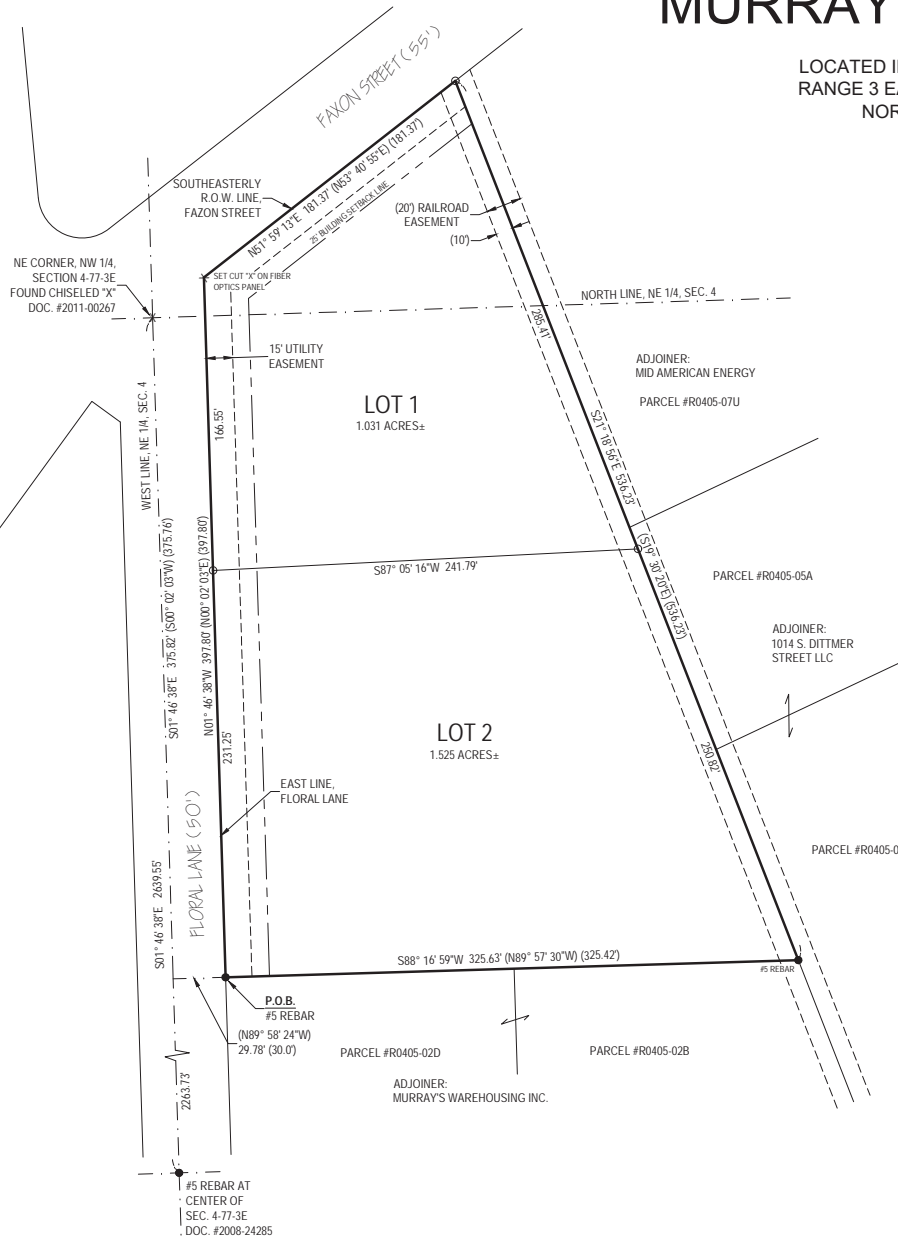 MURRAY
LOCATED I
RANGE 3 EA
NOR
FAXON STREET (55')
SOUTHEASTERLY
R.O.W. LINE,
FAZON STREET
N51° 59' 13"E 181.37' (N53° 40' 55"E) (181.37')
25' BUILDING SETBACK LINE
(20') RAILROAD
EASEMENT
(10')
NE CORNER, NW 1/4,
SECTION 4-77-3E
FOUND CHISELED "X"
DOC. #2011-00267
SET CUT "X" ON FIBER
OPTICS PANEL
NORTH LINE, NE 1/4, SEC. 4
285.41'
15' UTILITY
EASEMENT
ADJOINER:
MID AMERICAN ENERGY
PARCEL #R0405-07U
LOT 1
1.031 ACRES±
WEST LINE, NE 1/4, SEC. 4
166.55'
S21° 18' 56"E 536.23'
(S19° 30' 20"E) (536.23')
S87° 05' 16"W 241.79'
PARCEL #R0405-05A
S01° 46' 38"E 375.82' (S00° 02' 03"W) (375.76')
N01° 46' 38"W 397.80' (N00° 02' 03"E) (397.80')
ADJOINER:
1014 S. DITTMER
STREET LLC
LOT 2
1.525 ACRES±
231.25'
250.82'
EAST LINE,
FLORAL LANE
FLORAL LANE (50')
PARCEL #R0405-0
S01° 46' 38"E 2639.55'
S88° 16' 59"W 325.63' (N89° 57' 30"W) (325.42')
#5 REBAR
P.O.B.
#5 REBAR
(N89° 58' 24"W)
29.78' (30.0')
PARCEL #R0405-02D
PARCEL #R0405-02B
ADJOINER:
MURRAY'S WAREHOUSING INC.
2263.73'
#5 REBAR AT
CENTER OF
SEC. 4-77-3E
DOC. #2008-24285